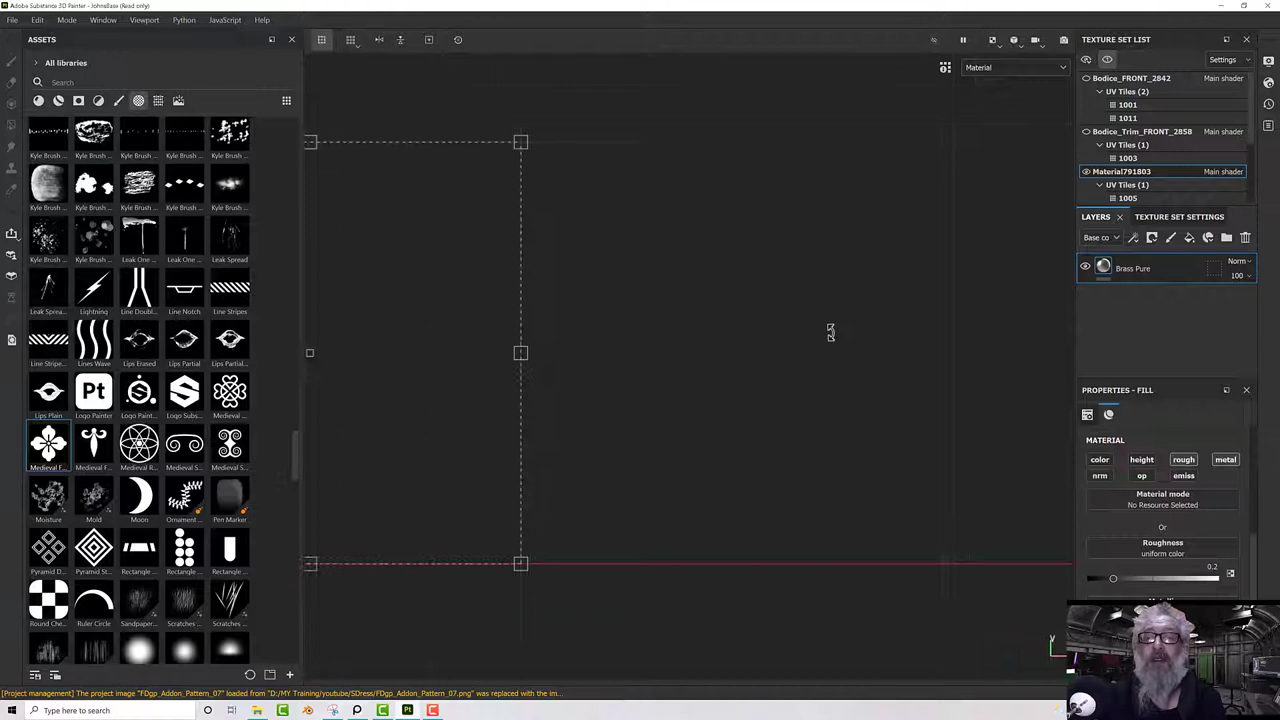 Adobe Substance 3D Painter - JohnsBase (Read only)
File Edit Mode Window Viewport Python JavaScript Help
ASSETS
All libraries
Search
Kyle Brush ... Kyle Brush ... Kyle Brush ... Kyle Brush ... Kyle Brush ...
Kyle Brush ... Kyle Brush ... Kyle Brush ... Kyle Brush ... Kyle Brush ...
Kyle Brush ... Kyle Brush ... Leak One ... Leak One ... Leak Spread
Leak Sprea... Lightning Line Double Line Notch Line Stripes
Line Stripe... Lines Wave Lips Erased Lips Partial Lips Partial...
Lips Plain Logo Painter Logo Paint... Logo Subs... Medieval ...
Pt
Medieval F... Medieval F... Medieval R... Medieval S... Medieval S...
Moisture Mold Moon Ornament ... Pen Marker
Pyramid D... Pyramid St... Rectangle ... Rectangle ... Rectangle ...
Round Che... Ruler Circle Sandpaper... Scratches ... Scratches ...
Material
y
TEXTURE SET LIST
Settings
Bodice_FRONT_2842 Main shader
UV Tiles (2)
1001
1011
Bodice_Trim_FRONT_2858 Main shader
UV Tiles (1)
1003
Material791803 Main shader
UV Tiles (1)
1005
LAYERS TEXTURE SET SETTINGS
Base co
Brass Pure Norm
100
PROPERTIES - FILL
MATERIAL
color height rough metal
nrm op emiss
Material mode
No Resource Selected
Or
Roughness
uniform color
0.2
[Project management] The project image "FDgp_Addon_Pattern_07" loaded from "D:/MY Training/youtube/SDress/FDgp_Addon_Pattern_07.png" was replaced with the im...
Type here to search
Pt